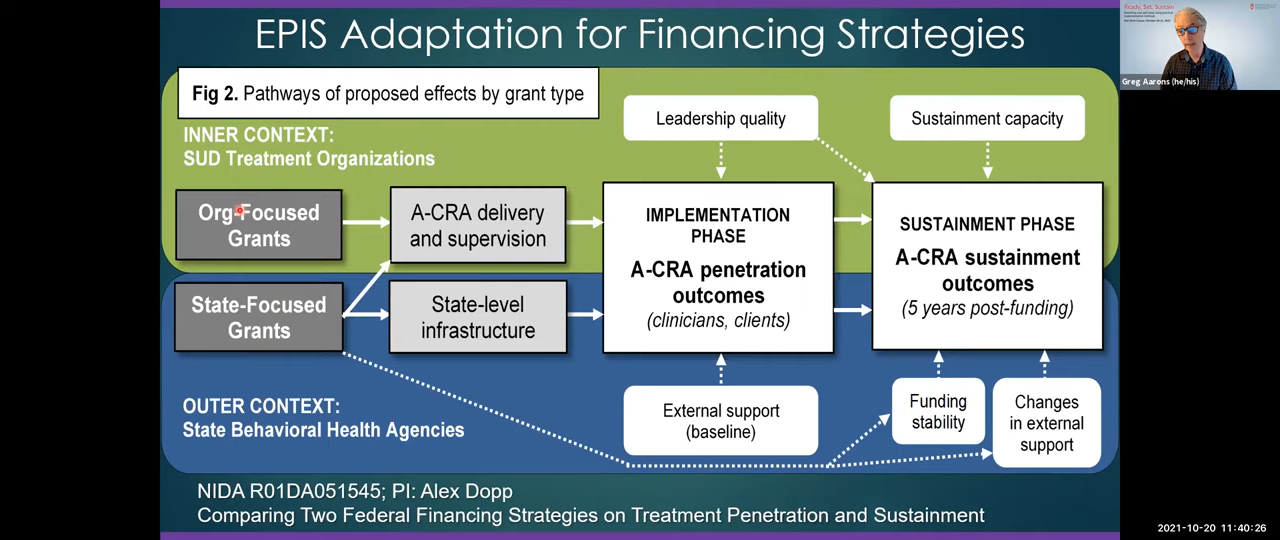 EPIS Adaptation for Financing Strategies
Fig 2. Pathways of proposed effects by grant type
INNER CONTEXT:
SUD Treatment Organizations
Leadership quality
Sustainment capacity
Org-Focused
Grants
A-CRA delivery
and supervision
IMPLEMENTATION
PHASE
A-CRA penetration
outcomes
(clinicians, clients)
SUSTAINMENT PHASE
A-CRA sustainment
outcomes
(5 years post-funding)
State-Focused
Grants
State-level
infrastructure
OUTER CONTEXT:
State Behavioral Health Agencies
External support
(baseline)
Funding
stability
Changes
in external
support
NIDA R01DA051545; PI: Alex Dopp
Comparing Two Federal Financing Strategies on Treatment Penetration and Sustainment
Ready, Set, Sustain
Greg Aarons (he/his)
2021-10-20 11:40:26